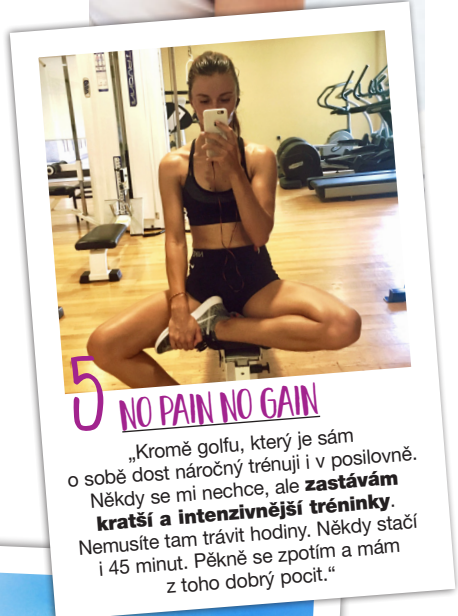 5 NO PAIN NO GAIN
„Kromě golfu, který je sám
o sobě dost náročný trénuji i v posilovně.
Někdy se mi nechce, ale zastávám
kratší a intenzivnější tréninky.
Nemusíte tam trávit hodiny. Někdy stačí
i 45 minut. Pěkně se zpotím a mám
z toho dobrý pocit.“